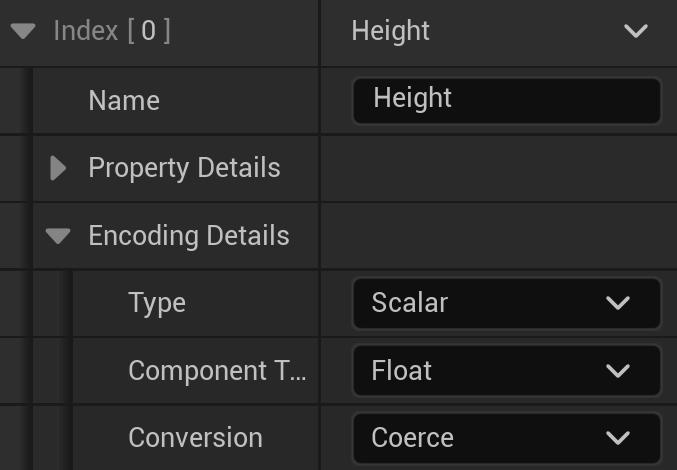 Index [ 0 ] Height
Name Height
Property Details
Encoding Details
Type Scalar
Component T... Float
Conversion Coerce